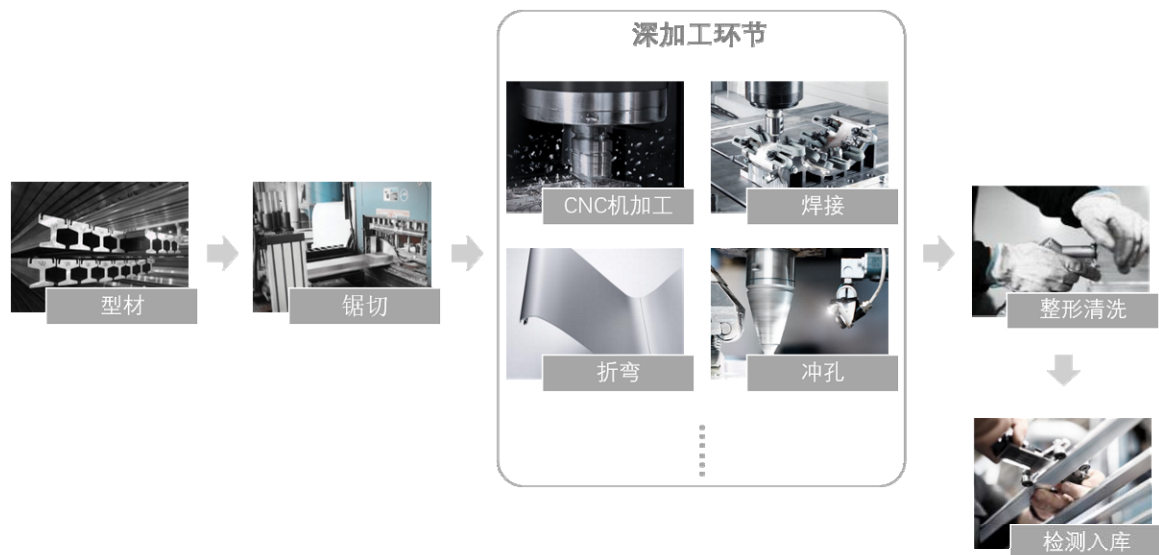 深加工环节
型材
锯切
CNC机加工
焊接
折弯
冲孔
整形清洗
检测入库